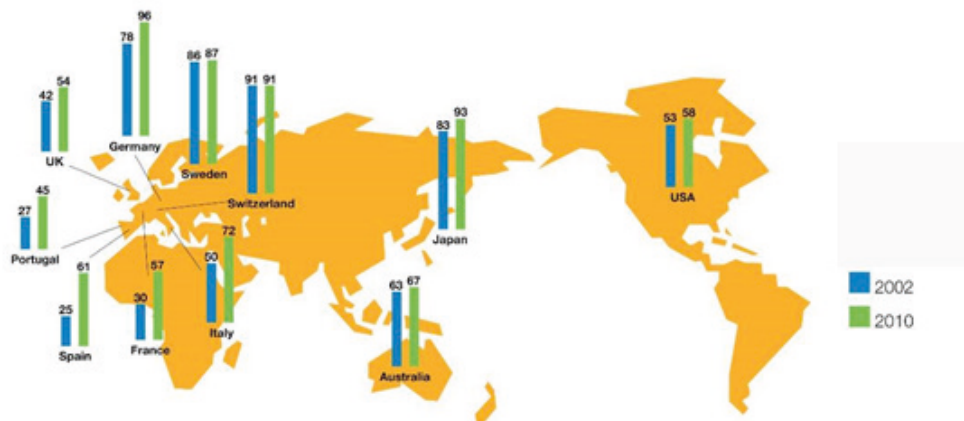 78 96
Germany
42 54
UK
86 87
Sweden
91 91
Switzerland
27 45
Portugal
25 61
Spain
30 57
France
50 72
Italy
83 93
Japan
63 67
Australia
53 58
USA
2002
2010